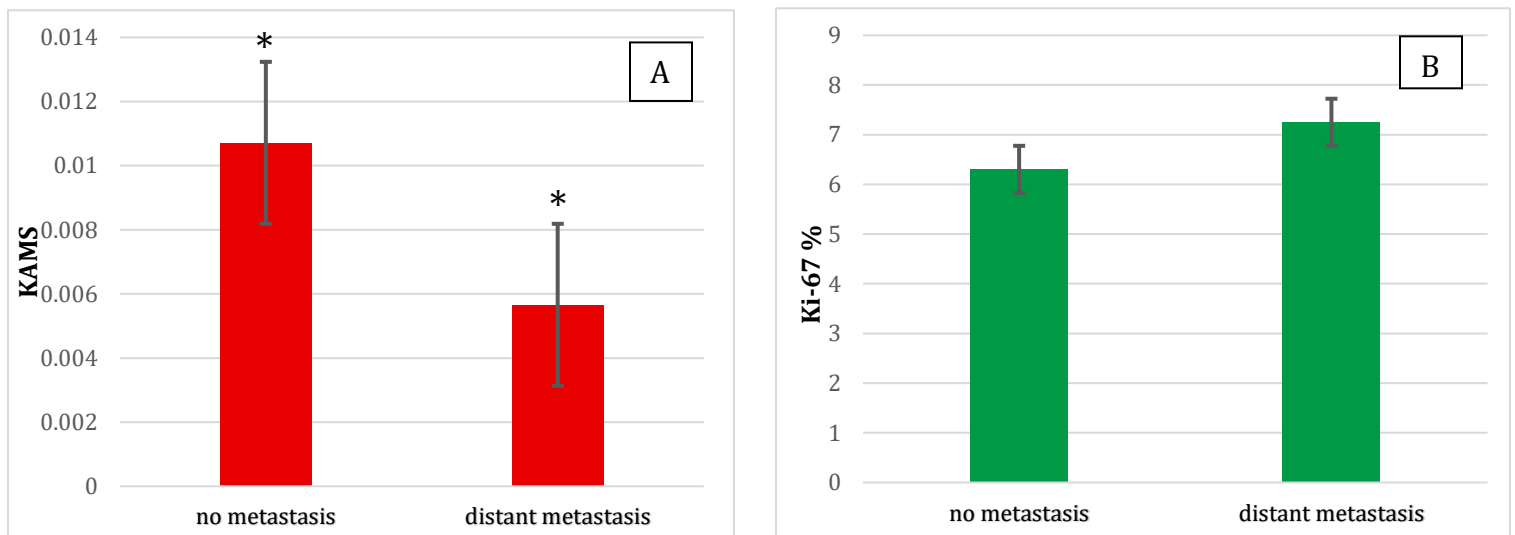 A
0.014
0.012
0.01
0.008
0.006
0.004
0.002
0
KAMS
*
*
no metastasis
distant metastasis
B
9
8
7
6
5
4
3
2
1
0
Ki-67 %
no metastasis
distant metastasis